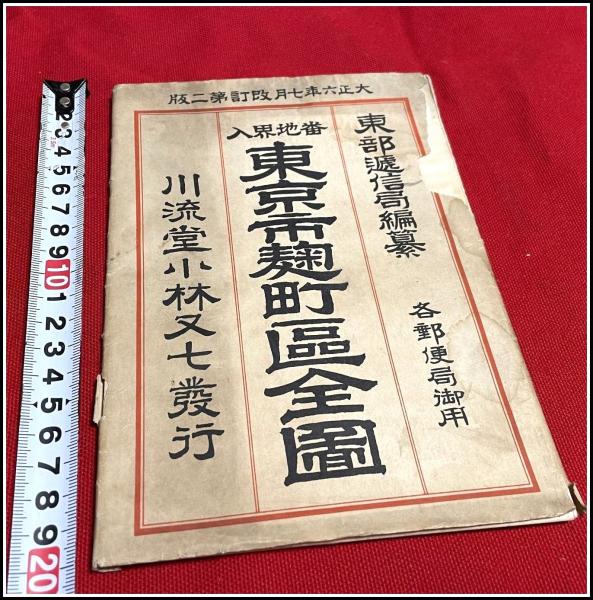 大正六年七月改訂第二版
東部遞信局編纂
各郵便局御用
番地界入
東京市麹町區全圖
川流堂小林又七發行
2 3 4 5 6 7 8 9 10 1 2 3 4 5 6 7 8 9 20